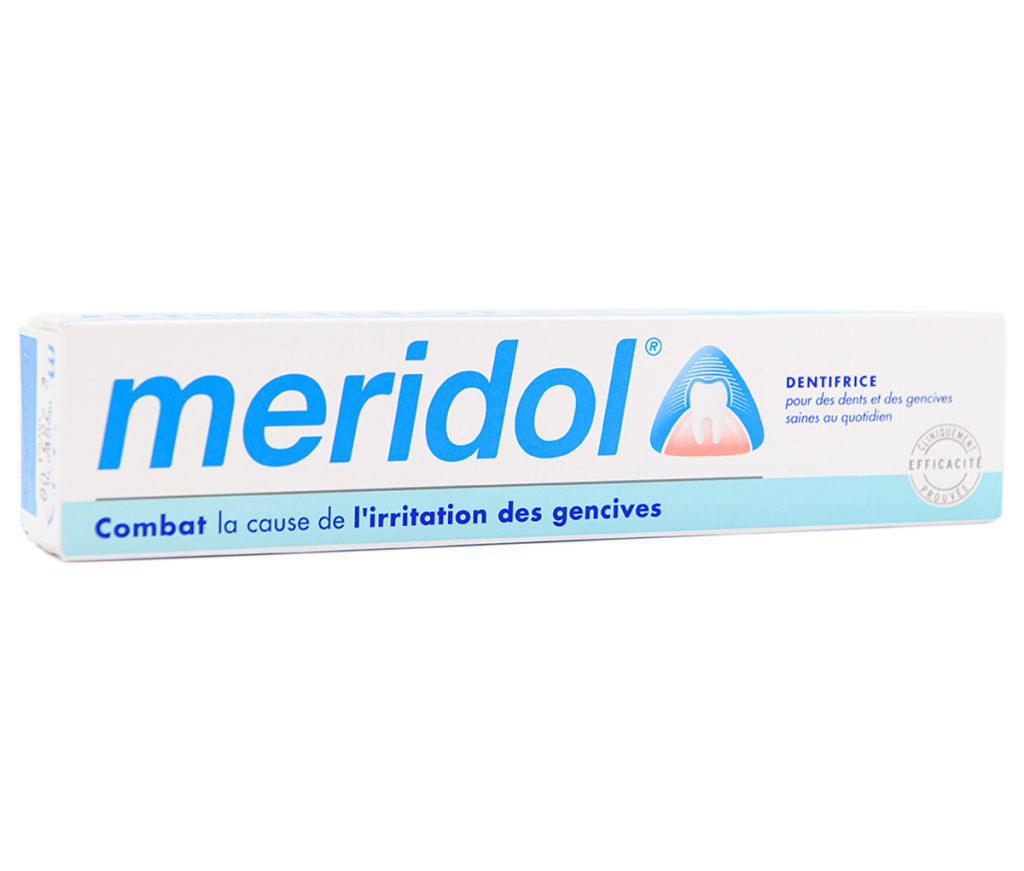 meridol®
DENTIFRICE
pour des dents et des gencives
saines au quotidien
CLINIQUEMENT
EFFICACITÉ
PROUVÉE
Combat la cause de l'irritation des gencives